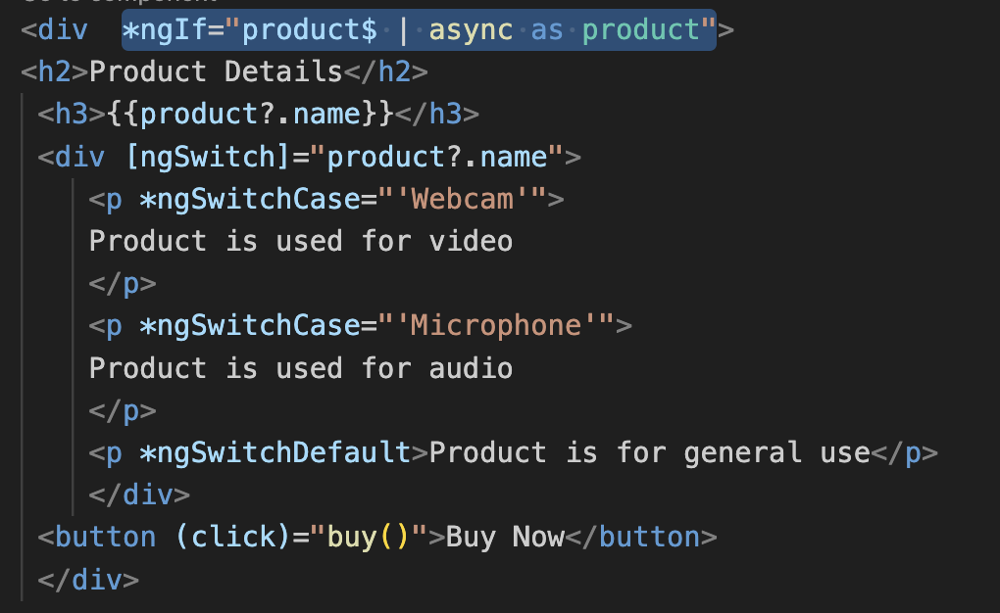 <div  *ngIf="product$ | async as product">
<h2>Product Details</h2>
<h3>{{product?.name}}</h3>
<div [ngSwitch]="product?.name">
<p *ngSwitchCase="'Webcam'">
Product is used for video
</p>
<p *ngSwitchCase="'Microphone'">
Product is used for audio
</p>
<p *ngSwitchDefault>Product is for general use</p>
</div>
<button (click)="buy()">Buy Now</button>
</div>